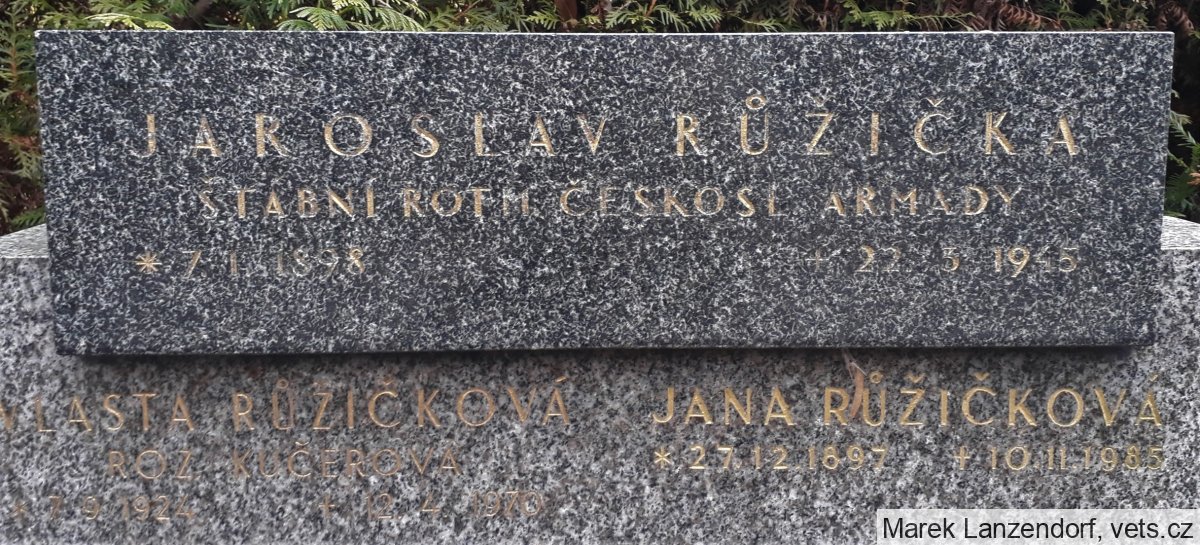 JAROSLAV RŮŽIČKA
ŠTÁBNÍ ROTM. ČESKOSL. ARMÁDY
* 7. 1. 1898 + 22. 3. 1945
VLASTA RŮŽIČKOVÁ
ROZ. KUČEROVÁ
* 7. 9. 1924 + 12. 4. 1970
JANA RŮŽIČKOVÁ
* 27. 12. 1897 + 10. 11. 1985
Marek Lanzendorf, vets.cz